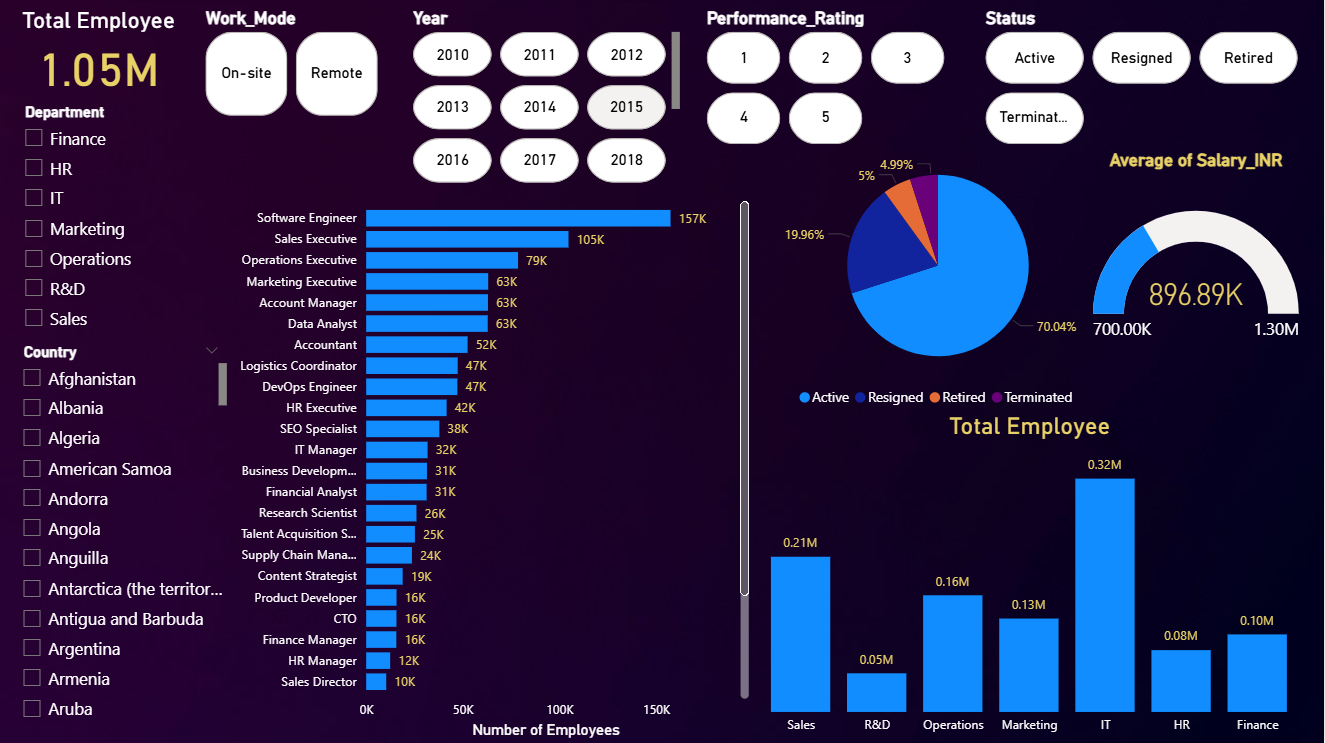 Total Employee
1.05M
Work_Mode
On-site
Remote
Year
2010
2011
2012
2013
2014
2015
2016
2017
2018
Performance_Rating
1
2
3
4
5
Status
Active
Resigned
Retired
Terminat...
Department
Finance
HR
IT
Marketing
Operations
R&D
Sales
Country
Afghanistan
Albania
Algeria
American Samoa
Andorra
Angola
Anguilla
Antarctica (the territor...
Antigua and Barbuda
Argentina
Armenia
Aruba
Software Engineer 157K
Sales Executive 105K
Operations Executive 79K
Marketing Executive 63K
Account Manager 63K
Data Analyst 63K
Accountant 52K
Logistics Coordinator 47K
DevOps Engineer 47K
HR Executive 42K
SEO Specialist 38K
IT Manager 32K
Business Developm... 31K
Financial Analyst 31K
Research Scientist 26K
Talent Acquisition S... 25K
Supply Chain Mana... 24K
Content Strategist 19K
Product Developer 16K
CTO 16K
Finance Manager 16K
HR Manager 12K
Sales Director 10K
0K 50K 100K 150K
Number of Employees
4.99%
5%
19.96%
70.04%
Active Resigned Retired Terminated
Average of Salary_INR
896.89K
700.00K 1.30M
Total Employee
0.21M
0.05M
0.16M
0.13M
0.32M
0.08M
0.10M
Sales R&D Operations Marketing IT HR Finance